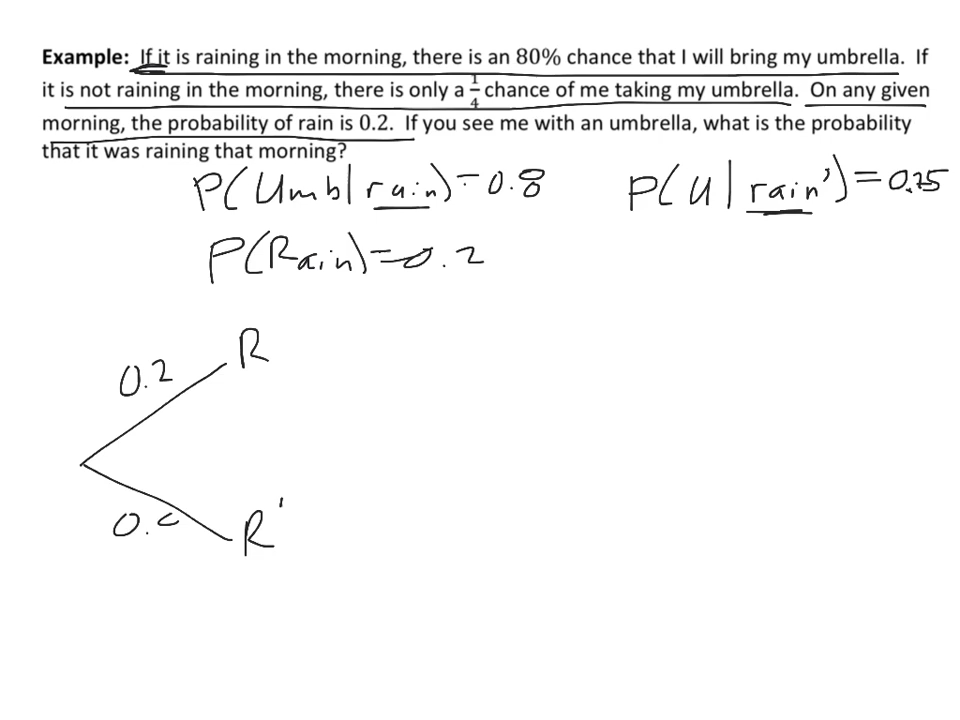 Example: If it is raining in the morning, there is an 80% chance that I will bring my umbrella. If
it is not raining in the morning, there is only a 1/4 chance of me taking my umbrella. On any given
morning, the probability of rain is 0.2. If you see me with an umbrella, what is the probability
that it was raining that morning?
P(Umb|rain)=0.8 P(U|rain')=0.25
P(Rain)=0.2
0.2 R
R'